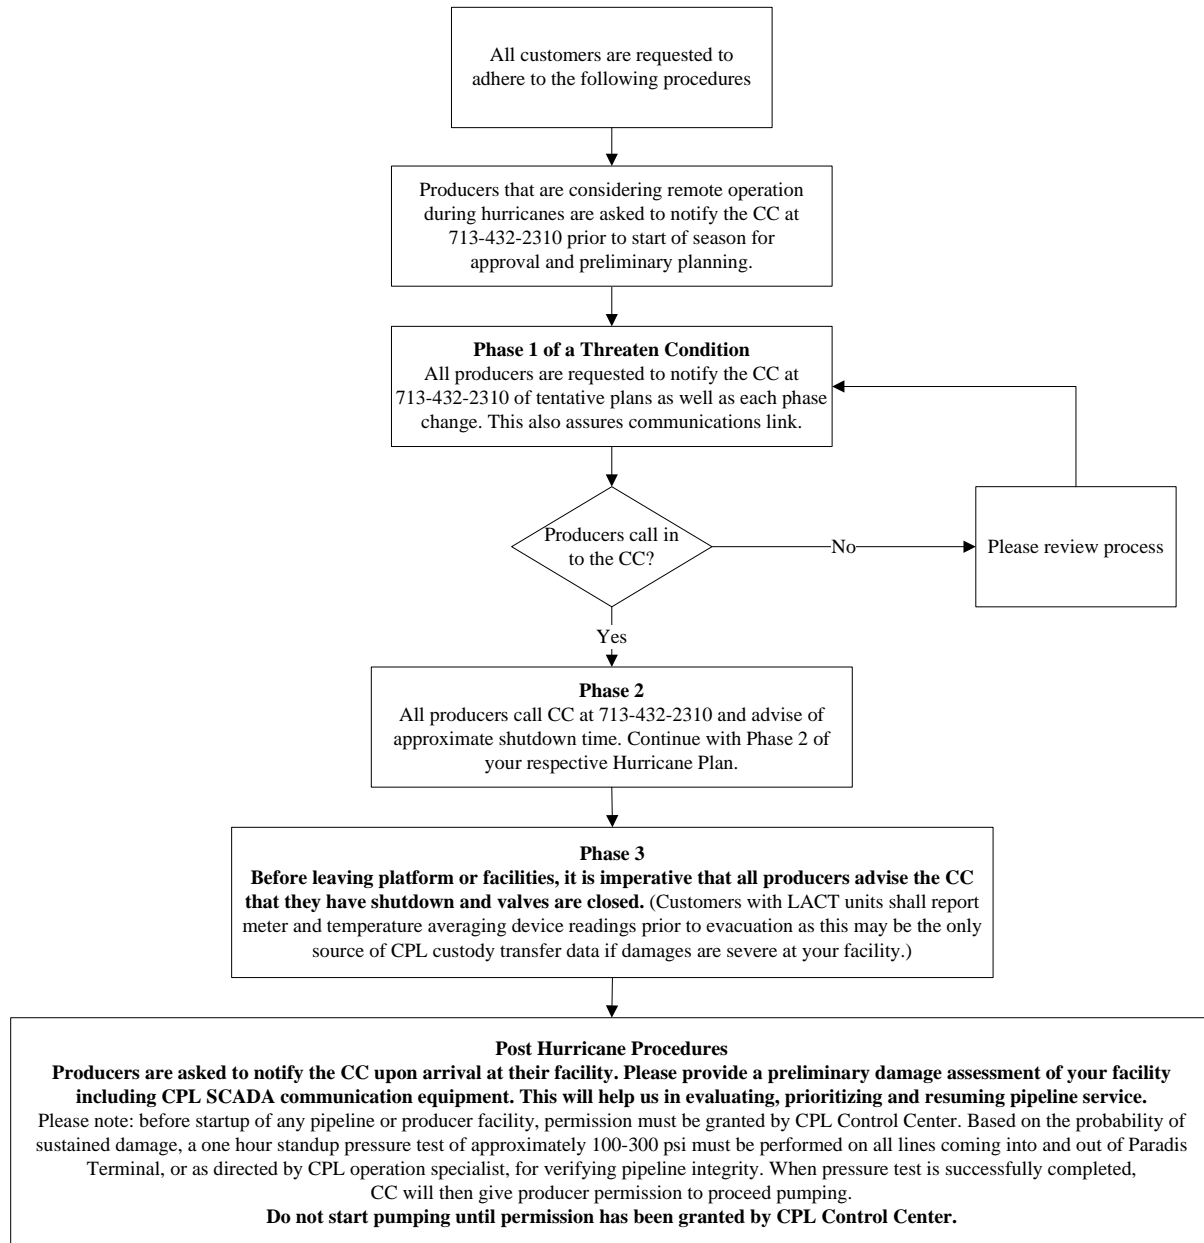 All customers are requested to
adhere to the following procedures
Producers that are considering remote operation
during hurricanes are asked to notify the CC at
713-432-2310 prior to start of season for
approval and preliminary planning.
Phase 1 of a Threaten Condition
All producers are requested to notify the CC at
713-432-2310 of tentative plans as well as each phase
change. This also assures communications link.
Producers call in
to the CC?
No
Please review process
Yes
Phase 2
All producers call CC at 713-432-2310 and advise of
approximate shutdown time. Continue with Phase 2 of
your respective Hurricane Plan.
Phase 3
Before leaving platform or facilities, it is imperative that all producers advise the CC
that they have shutdown and valves are closed. (Customers with LACT units shall report
meter and temperature averaging device readings prior to evacuation as this may be the only
source of CPL custody transfer data if damages are severe at your facility.)
Post Hurricane Procedures
Producers are asked to notify the CC upon arrival at their facility. Please provide a preliminary damage assessment of your facility
including CPL SCADA communication equipment. This will help us in evaluating, prioritizing and resuming pipeline service.
Please note: before startup of any pipeline or producer facility, permission must be granted by CPL Control Center. Based on the probability of
sustained damage, a one hour standup pressure test of approximately 100-300 psi must be performed on all lines coming into and out of Paradis
Terminal, or as directed by CPL operation specialist, for verifying pipeline integrity. When pressure test is successfully completed,
CC will then give producer permission to proceed pumping.
Do not start pumping until permission has been granted by CPL Control Center.